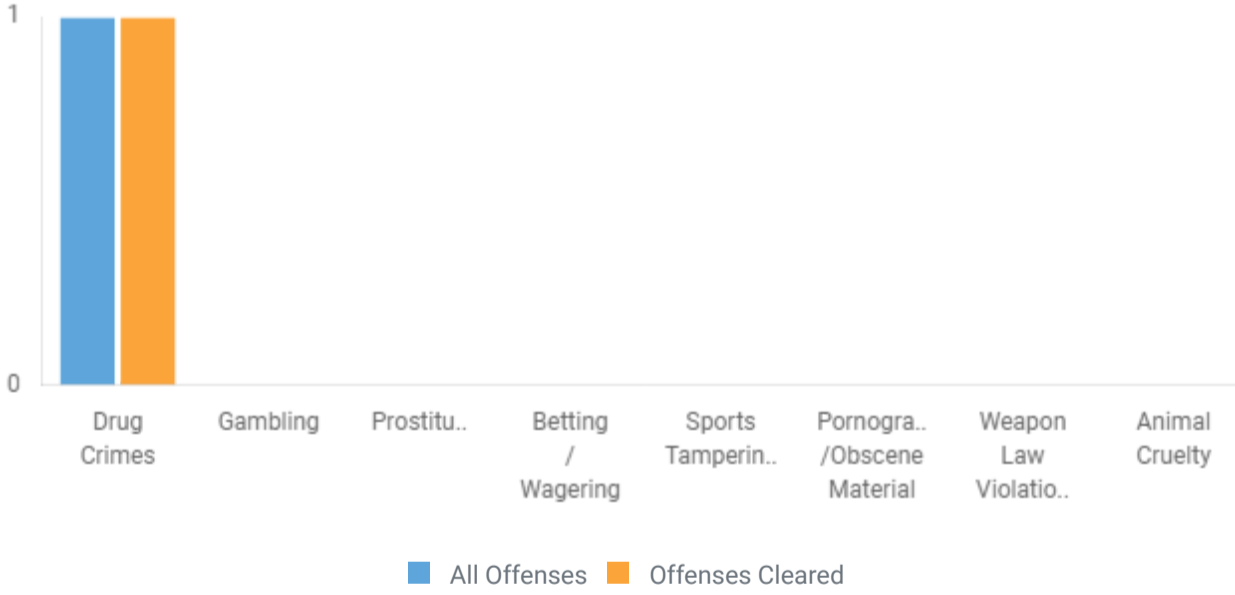 1
0
Drug
Crimes
Gambling
Prostitu..
Betting
/
Wagering
Sports
Tamperin..
Pornogra..
/Obscene
Material
Weapon
Law
Violatio..
Animal
Cruelty
All Offenses
Offenses Cleared